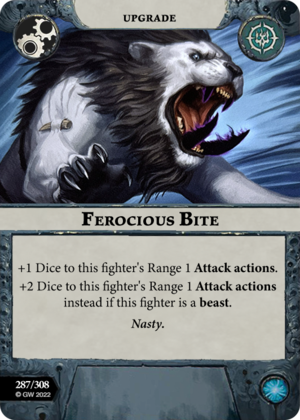 UPGRADE
FEROCIOUS BITE
+1 Dice to this fighter's Range 1 Attack actions.
+2 Dice to this fighter's Range 1 Attack actions
instead if this fighter is a beast.
Nasty.
287/308
© GW 2022